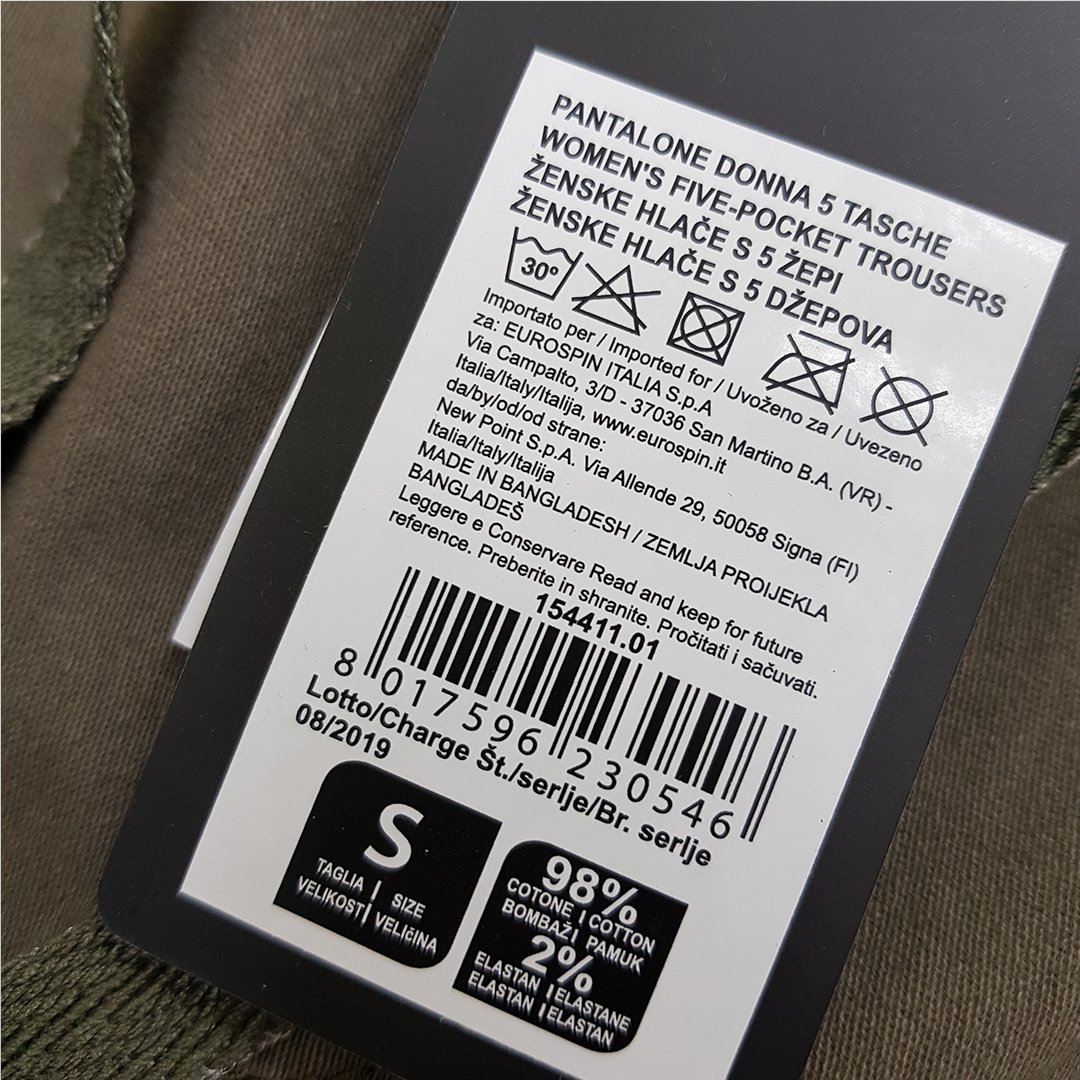 PANTALONE DONNA 5 TASCHE
WOMEN'S FIVE-POCKET TROUSERS
ŽENSKE HLAČE S 5 ŽEPI
ŽENSKE HLAČE S 5 DŽEPOVA
30°
Importato per / Imported for / Uvoženo za / Uvezeno
za: EUROSPIN ITALIA S.p.A
Via Campalto, 3/D - 37036 San Martino B.A. (VR) -
Italia/Italy/Italija, www.eurospin.it
da/by/od/od strane:
New Point S.p.A. Via Allende 29, 50058 Signa (FI)
Italia/Italy/Italija
MADE IN BANGLADESH / ZEMLJA PROIJEKLA
BANGLADEŠ
Leggere e Conservare Read and keep for future
reference. Preberite in shranite. Pročitati i sačuvati.
154411.01
8 017596 230546
Lotto/Charge Št./serije/Br. serije
08/2019
S
TAGLIA | SIZE
VELIKOST | VELIčINA
98%
COTONE | COTTON
BOMBAŽ | PAMUK
2%
ELASTAN | ELASTANE
ELASTAN | ELASTAN